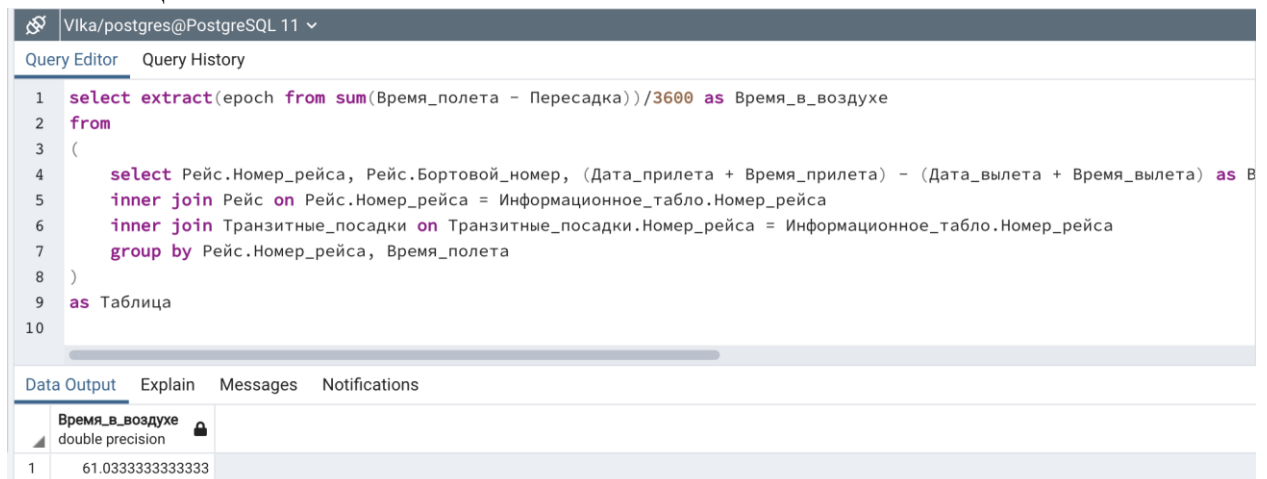 VIka/postgres@PostgreSQL 11
Query Editor Query History
1 select extract(epoch from sum(Время_полета - Пересадка))/3600 as Время_в_воздухе
2 from
3 (
4 select Рейс.Номер_рейса, Рейс.Бортовой_номер, (Дата_прилета + Время_прилета) - (Дата_вылета + Время_вылета) as В
5 inner join Рейс on Рейс.Номер_рейса = Информационное_табло.Номер_рейса
6 inner join Транзитные_посадки on Транзитные_посадки.Номер_рейса = Информационное_табло.Номер_рейса
7 group by Рейс.Номер_рейса, Время_полета
8 )
9 as Таблица
10
Data Output Explain Messages Notifications
Время_в_воздухе
double precision
1 61.0333333333333